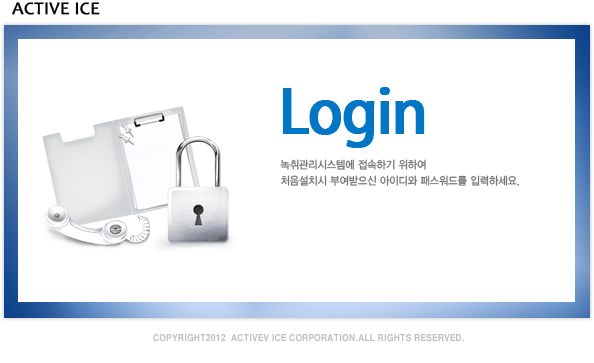 ACTIVE ICE
Login
녹취관리시스템에 접속하기 위하여
처음설치시 부여받으신 아이디와 패스워드를 입력하세요.
COPYRIGHT2012 ACTIVEV ICE CORPORATION.ALL RIGHTS RESERVED.